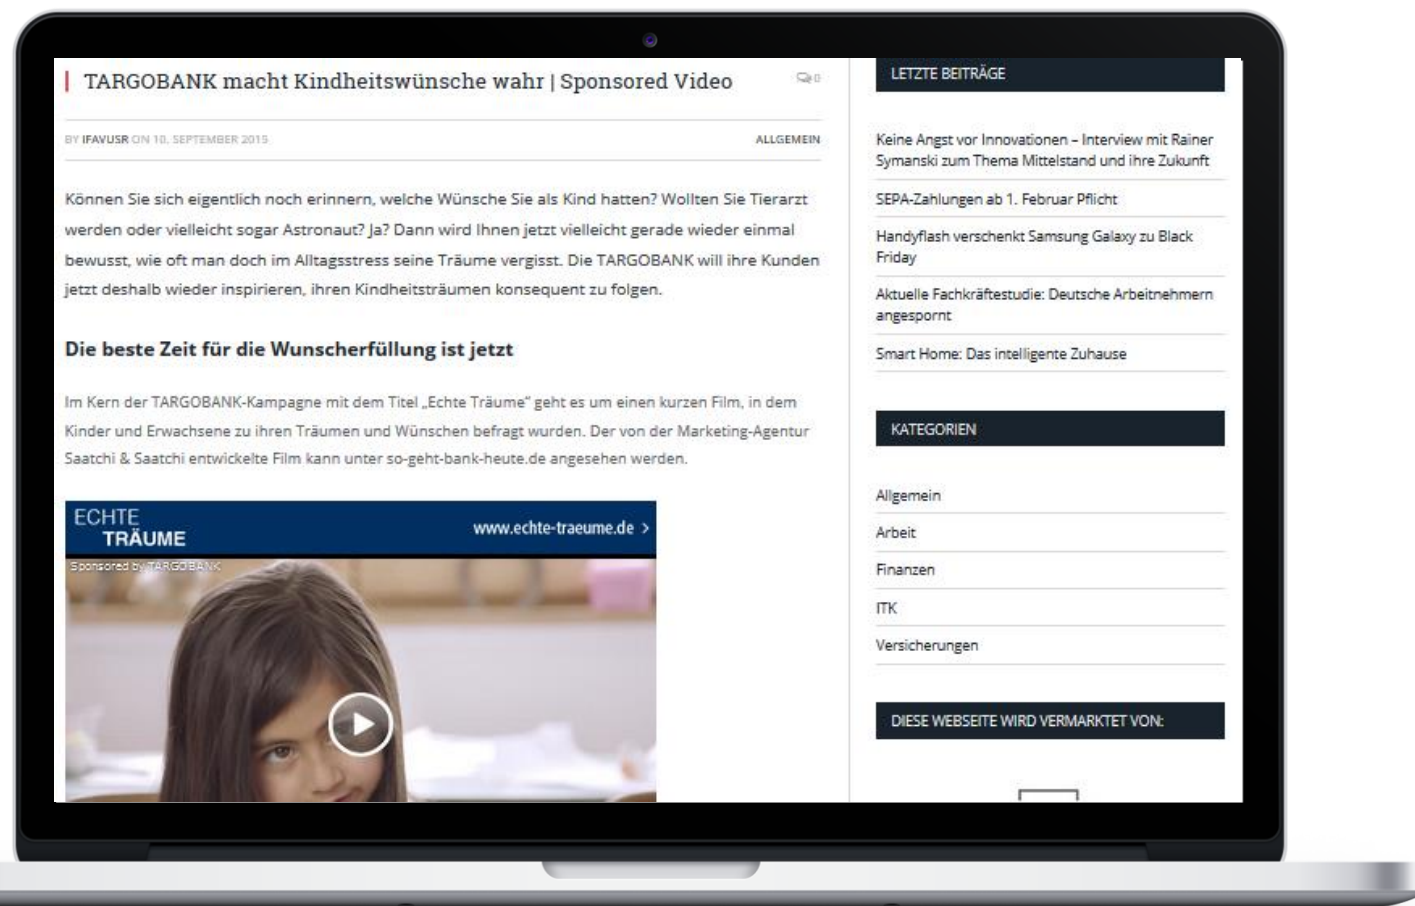 TARGOBANK macht Kindheitswünsche wahr | Sponsored Video
0
BY IFAVUSR ON 10. SEPTEMBER 2015
ALLGEMEIN
Können Sie sich eigentlich noch erinnern, welche Wünsche Sie als Kind hatten? Wollten Sie Tierarzt
werden oder vielleicht sogar Astronaut? Ja? Dann wird Ihnen jetzt vielleicht gerade wieder einmal
bewusst, wie oft man doch im Alltagsstress seine Träume vergisst. Die TARGOBANK will ihre Kunden
jetzt deshalb wieder inspirieren, ihren Kindheitsträumen konsequent zu folgen.
Die beste Zeit für die Wunscherfüllung ist jetzt
Im Kern der TARGOBANK-Kampagne mit dem Titel „Echte Träume“ geht es um einen kurzen Film, in dem
Kinder und Erwachsene zu ihren Träumen und Wünschen befragt wurden. Der von der Marketing-Agentur
Saatchi & Saatchi entwickelte Film kann unter so-geht-bank-heute.de angesehen werden.
ECHTE
TRÄUME
www.echte-traeume.de >
Sponsored by TARGOBANK
LETZTE BEITRÄGE
Keine Angst vor Innovationen – Interview mit Rainer
Symanski zum Thema Mittelstand und ihre Zukunft
SEPA-Zahlungen ab 1. Februar Pflicht
Handyflash verschenkt Samsung Galaxy zu Black
Friday
Aktuelle Fachkräftestudie: Deutsche Arbeitnehmern
angespornt
Smart Home: Das intelligente Zuhause
KATEGORIEN
Allgemein
Arbeit
Finanzen
ITK
Versicherungen
DIESE WEBSEITE WIRD VERMARKTET VON: